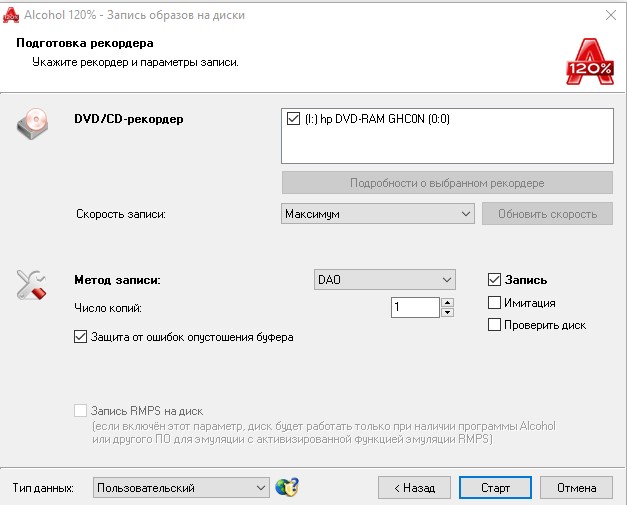 Alcohol 120% - Запись образов на диски
Подготовка рекордера
Укажите рекордер и параметры записи.
120%
DVD/CD-рекордер
(I:) hp DVD-RAM GHC0N (0:0)
Подробности о выбранном рекордере
Скорость записи:
Максимум
Обновить скорость
Метод записи:
DAO
Запись
Число копий:
1
Имитация
Защита от ошибок опустошения буфера
Проверить диск
Запись RMPS на диск
(если включён этот параметр, диск будет работать только при наличии программы Alcohol
или другого ПО для эмуляции с активизированной функцией эмуляции RMPS)
Тип данных:
Пользовательский
< Назад
Старт
Отмена